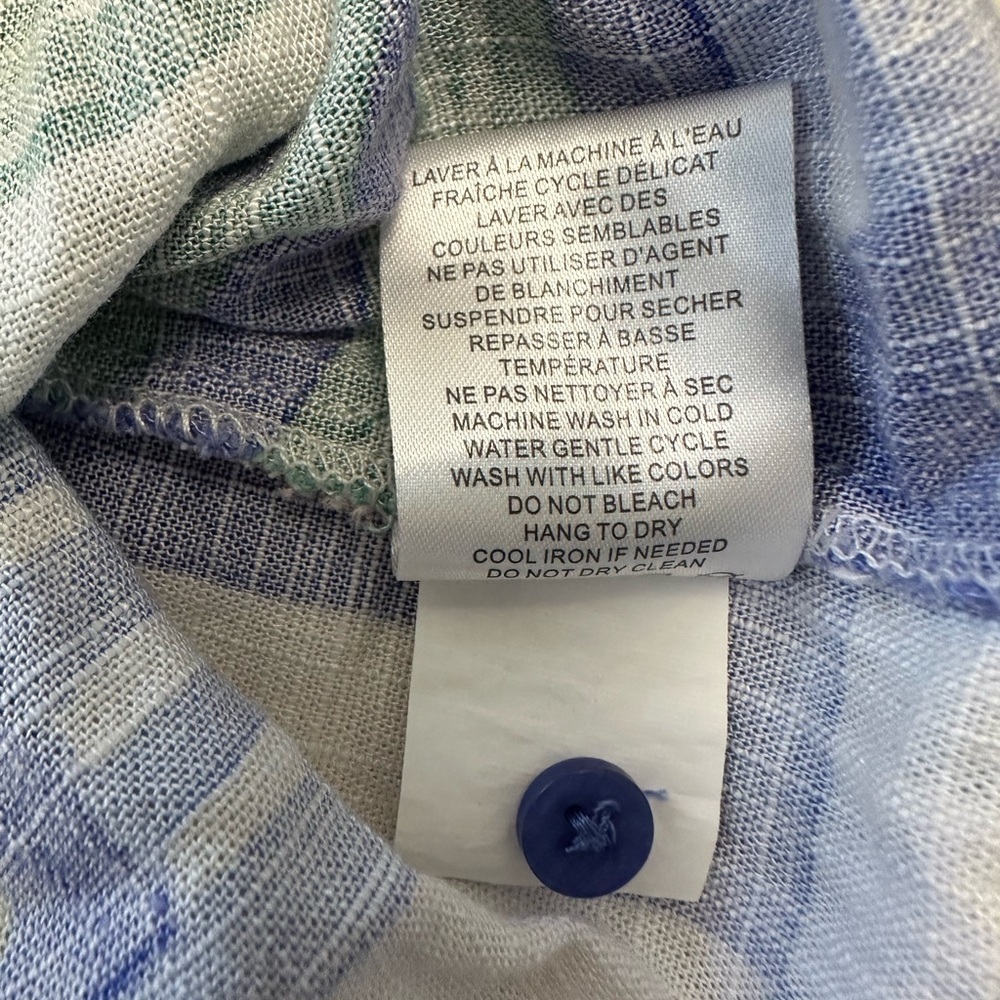 LAVER À LA MACHINE À L'EAU
FRAÎCHE CYCLE DÉLICAT
LAVER AVEC DES
COULEURS SEMBLABLES
NE PAS UTILISER D'AGENT
DE BLANCHIMENT
SUSPENDRE POUR SECHER
REPASSER À BASSE
TEMPÉRATURE
NE PAS NETTOYER À SEC
MACHINE WASH IN COLD
WATER GENTLE CYCLE
WASH WITH LIKE COLORS
DO NOT BLEACH
HANG TO DRY
COOL IRON IF NEEDED
DO NOT DRY CLEAN